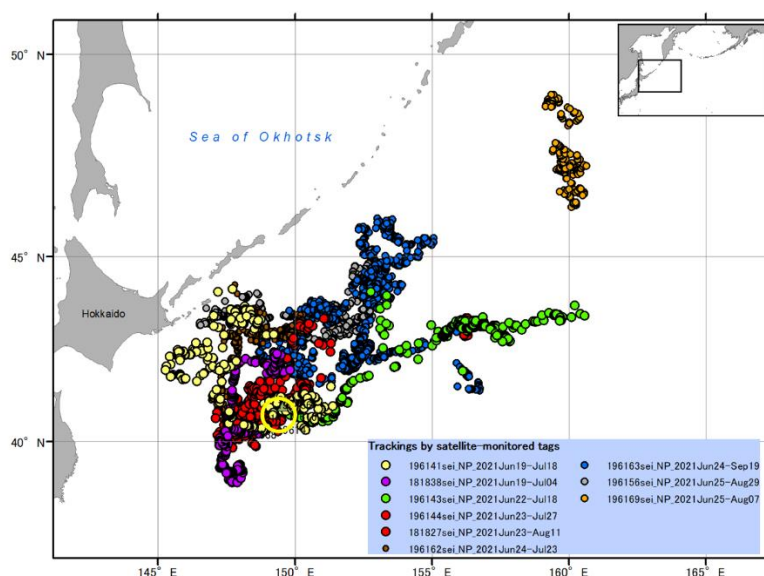 50° N
Sea of Okhotsk
45° N
Hokkaido
40° N
Trackings by satellite-monitored tags
196141sei_NP_2021Jun19-Jul18
196163sei_NP_2021Jun24-Sep19
181838sei_NP_2021Jun19-Jul04
196156sei_NP_2021Jun25-Aug29
196143sei_NP_2021Jun22-Jul18
196169sei_NP_2021Jun25-Aug07
196144sei_NP_2021Jun23-Jul27
181827sei_NP_2021Jun23-Aug11
196162sei_NP_2021Jun24-Jul23
145° E
150° E
155° E
160° E
165° E